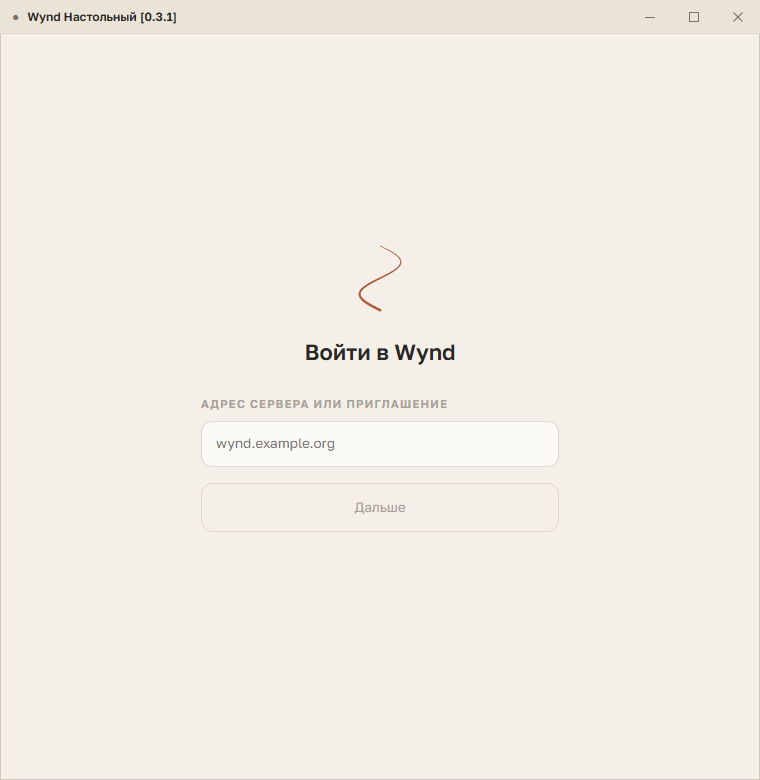 Wynd Настольный [0.3.1]
Войти в Wynd
АДРЕС СЕРВЕРА ИЛИ ПРИГЛАШЕНИЕ
wynd.example.org
Дальше